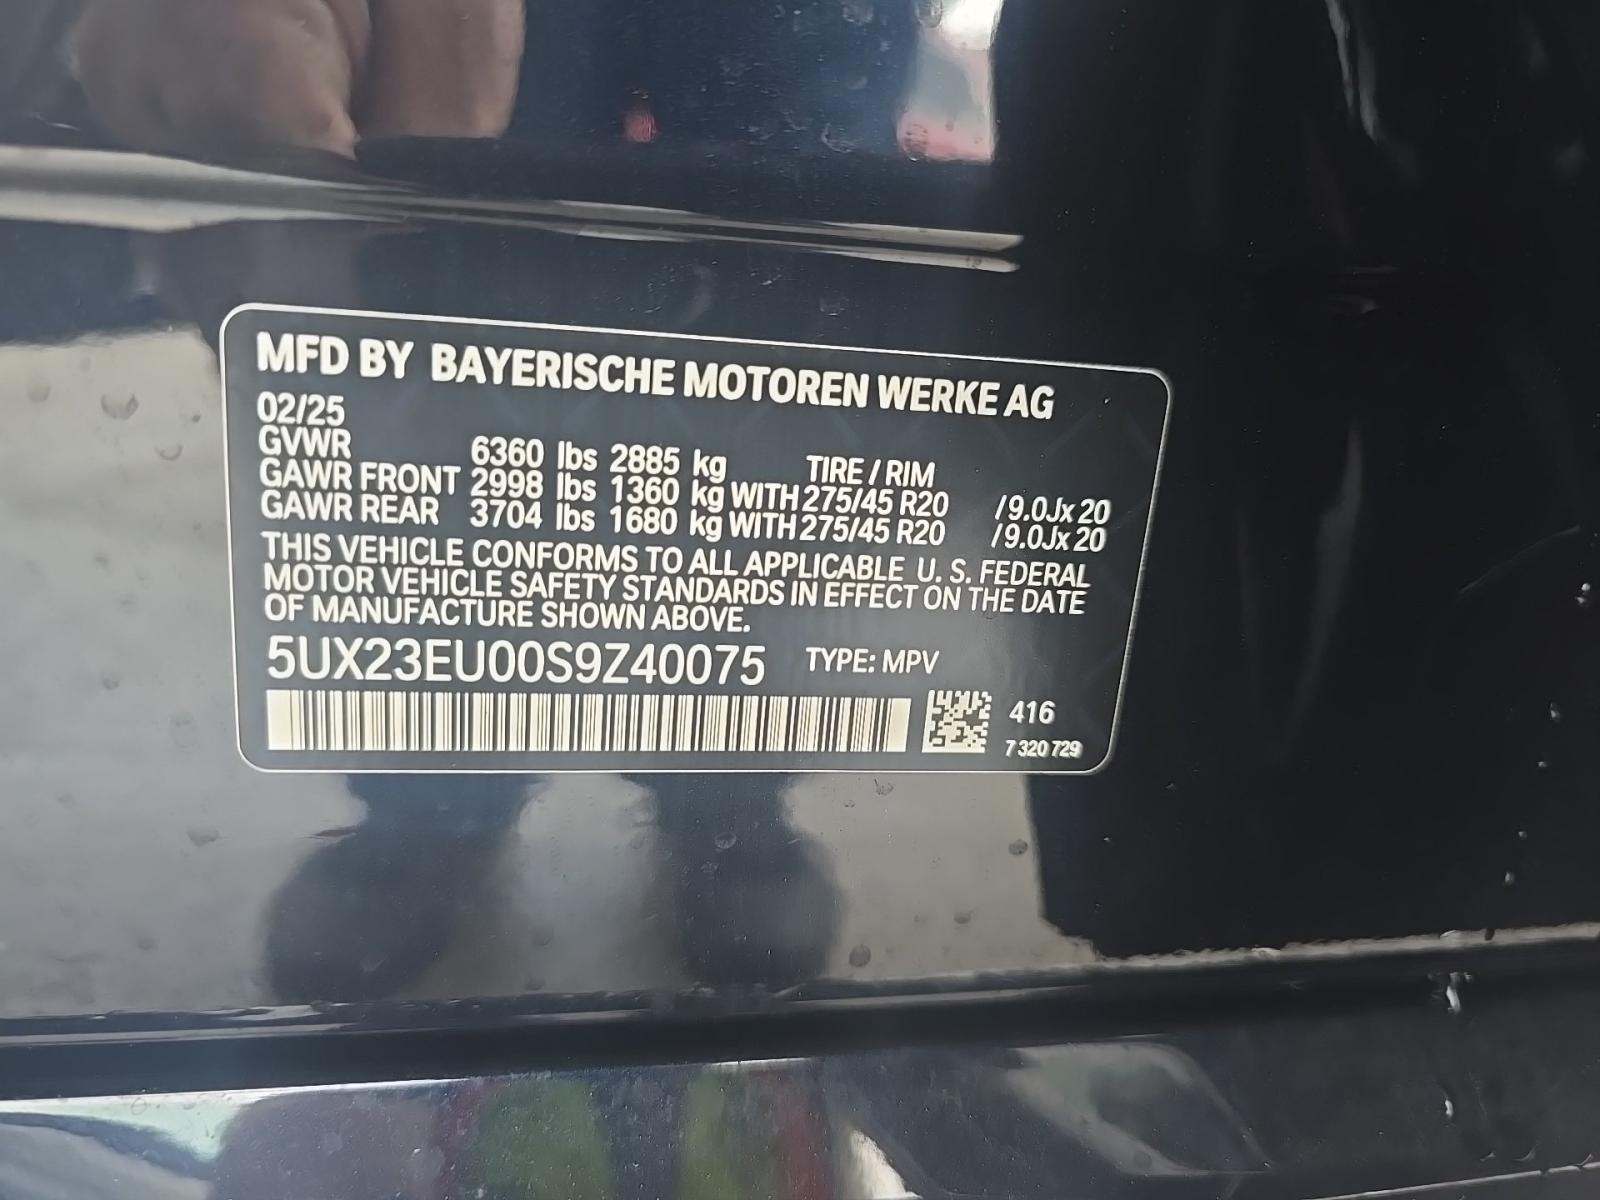 MFD BY BAYERISCHE MOTOREN WERKE AG
02/25
GVWR 6360 lbs 2885 kg TIRE / RIM
GAWR FRONT 2998 lbs 1360 kg WITH 275/45 R20 / 9.0Jx 20
GAWR REAR 3704 lbs 1680 kg WITH 275/45 R20 / 9.0Jx 20
THIS VEHICLE CONFORMS TO ALL APPLICABLE U. S. FEDERAL
MOTOR VEHICLE SAFETY STANDARDS IN EFFECT ON THE DATE
OF MANUFACTURE SHOWN ABOVE.
5UX23EU00S9Z40075 TYPE: MPV
416
7 320 729